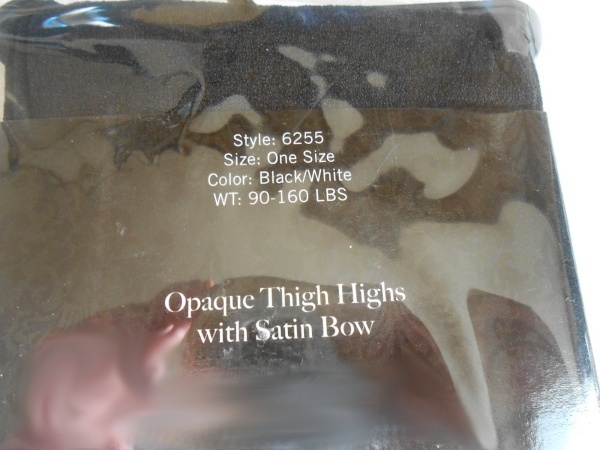 Style: 6255
Size: One Size
Color: Black/White
WT: 90-160 LBS
Opaque Thigh Highs
with Satin Bow